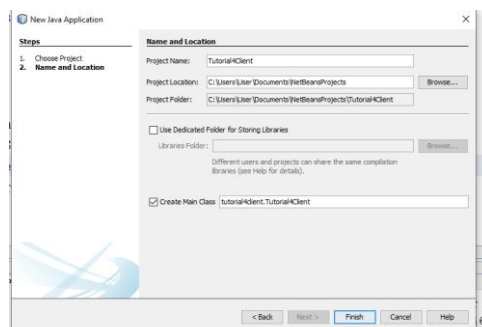 New Java Application
Steps
1. Choose Project
2. Name and Location
Name and Location
Project Name: Tutorial4Client
Project Location: C:\Users\User\Documents\NetBeansProjects Browse...
Project Folder: C:\Users\User\Documents\NetBeansProjects\Tutorial4Client
Use Dedicated Folder for Storing Libraries
Libraries Folder: Browse...
Different users and projects can share the same compilation
libraries (see Help for details).
Create Main Class tutorial4client.Tutorial4Client
< Back Next > Finish Cancel Help